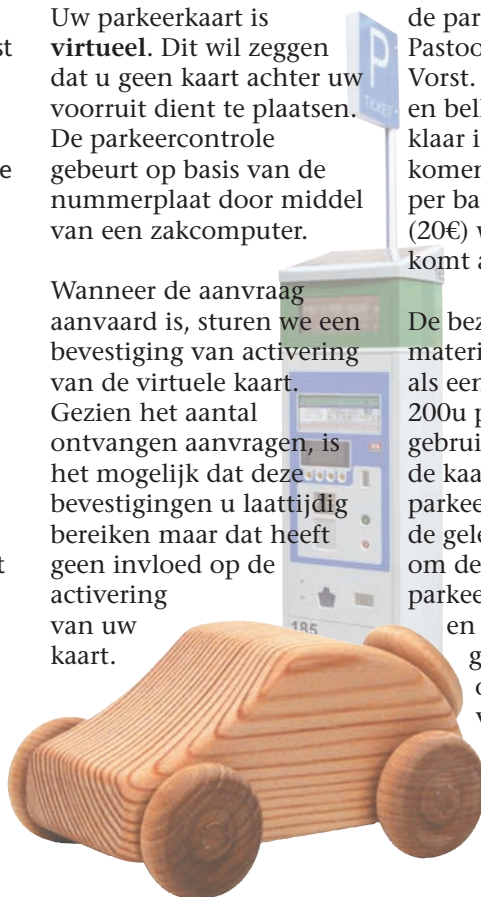 st
e
t
Uw parkeerkaart is
virtueel. Dit wil zeggen
dat u geen kaart achter uw
voorruit dient te plaatsen.
De parkeercontrole
gebeurt op basis van de
nummerplaat door middel
van een zakcomputer.
Wanneer de aanvraag
aanvaard is, sturen we een
bevestiging van activering
van de virtuele kaart.
Gezien het aantal
ontvangen aanvragen, is
het mogelijk dat deze
bevestigingen u laattijdig
bereiken maar dat heeft
geen invloed op de
activering
van uw
kaart.
P
TICKET
185
de par
Pastoo
Vorst.
en bell
klaar i
komen
per bas
(20€) w
komt a
De bez
materi
als een
200u p
gebrui
de kaa
parkee
de gele
om de
parkee
en
g
v